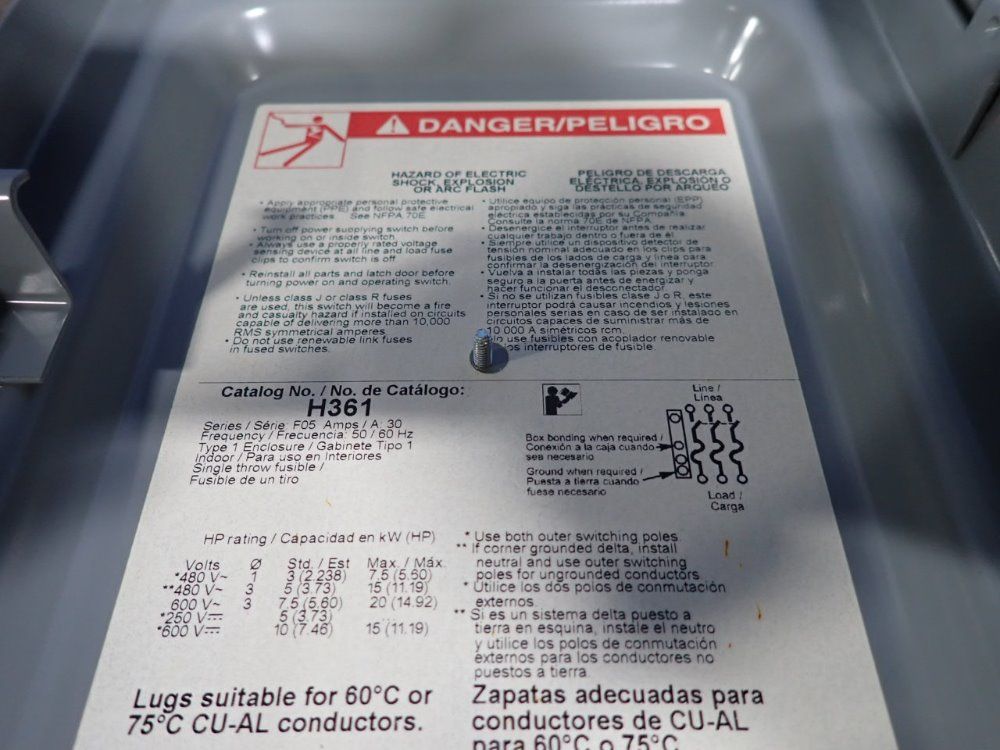 DANGER/PELIGRO
HAZARD OF ELECTRIC
SHOCK, EXPLOSION
OR ARC FLASH
• Apply appropriate personal protective
equipment (PPE) and follow safe electrical
work practices. See NFPA 70E
• Turn off power supplying switch before
working on or inside switch
• Always use a properly rated voltage
sensing device at all line and load fuse
clips to confirm switch is off
• Reinstall all parts and latch door before
turning power on and operating switch.
• Unless class J or class R fuses
are used, this switch will become a fire
and casualty hazard if installed on circuits
capable of delivering more than 10,000
RMS symmetrical amperes
• Do not use renewable link fuses
in fused switches.
PELIGRO DE DESCARGA
ELÉCTRICA, EXPLOSIÓN O
DESTELLO POR ARQUEO
• Utilice equipo de protección personal (EPP)
apropiado y siga las prácticas de seguridad
eléctrica establecidas por su Compañía.
Consulte la norma 70E de NFPA
• Desenergice el interruptor antes de realizar
cualquier trabajo dentro o fuera de él.
• Siempre utilice un dispositivo detector de
tensión nominal adecuado en los clips para
fusibles de los lados de carga y línea para
confirmar la desenergización del interruptor
• Vuelva a instalar todas las piezas y ponga
seguro a la puerta antes de energizar y
hacer funcionar el desconectador.
• Si no se utilizan fusibles clase J o R, este
interruptor podrá causar incendios y lesiones
personales serias en caso de ser instalado en
circuitos capaces de suministrar más de
10 000 A simétricos rcm.
use fusibles con acoplador renovable
los interruptores de fusible.
Catalog No. / No. de Catálogo:
H361
Series / Série F05 Amps / A: 30
Frequency / Frecuencia: 50 / 60 Hz
Type 1 Enclosure / Gabinete Tipo 1
Indoor / Para uso en Interiores
Single throw fusible /
Fusible de un tiro
Line /
Línea
Box bonding when required /
Conexión a la caja cuando
sea necesario
Ground when required /
Puesta a tierra cuando
fuese necesario
Load /
Carga
HP rating / Capacidad en kW (HP)
Volts Ø Std. / Est Max. / Máx.
*480 V~ 1 3 (2.238) 7.5 (5.60)
**480 V~ 3 5 (3.73) 15 (11.19)
600 V~ 3 7.5 (5.60) 20 (14.92)
*250 V⎓ 5 (3.73)
*600 V⎓ 10 (7.46) 15 (11.19)
* Use both outer switching poles
** If corner grounded delta, install
neutral and use outer switching
poles for ungrounded conductors
* Utilice los dos polos de conmutación
externos.
** Si es un sistema delta puesto a
tierra en esquina, instale el neutro
y utilice los polos de conmutación
externos para los conductores no
puestos a tierra.
Lugs suitable for 60°C or
75°C CU-AL conductors.
Zapatas adecuadas para
conductores de CU-AL
para 60°C o 75°C